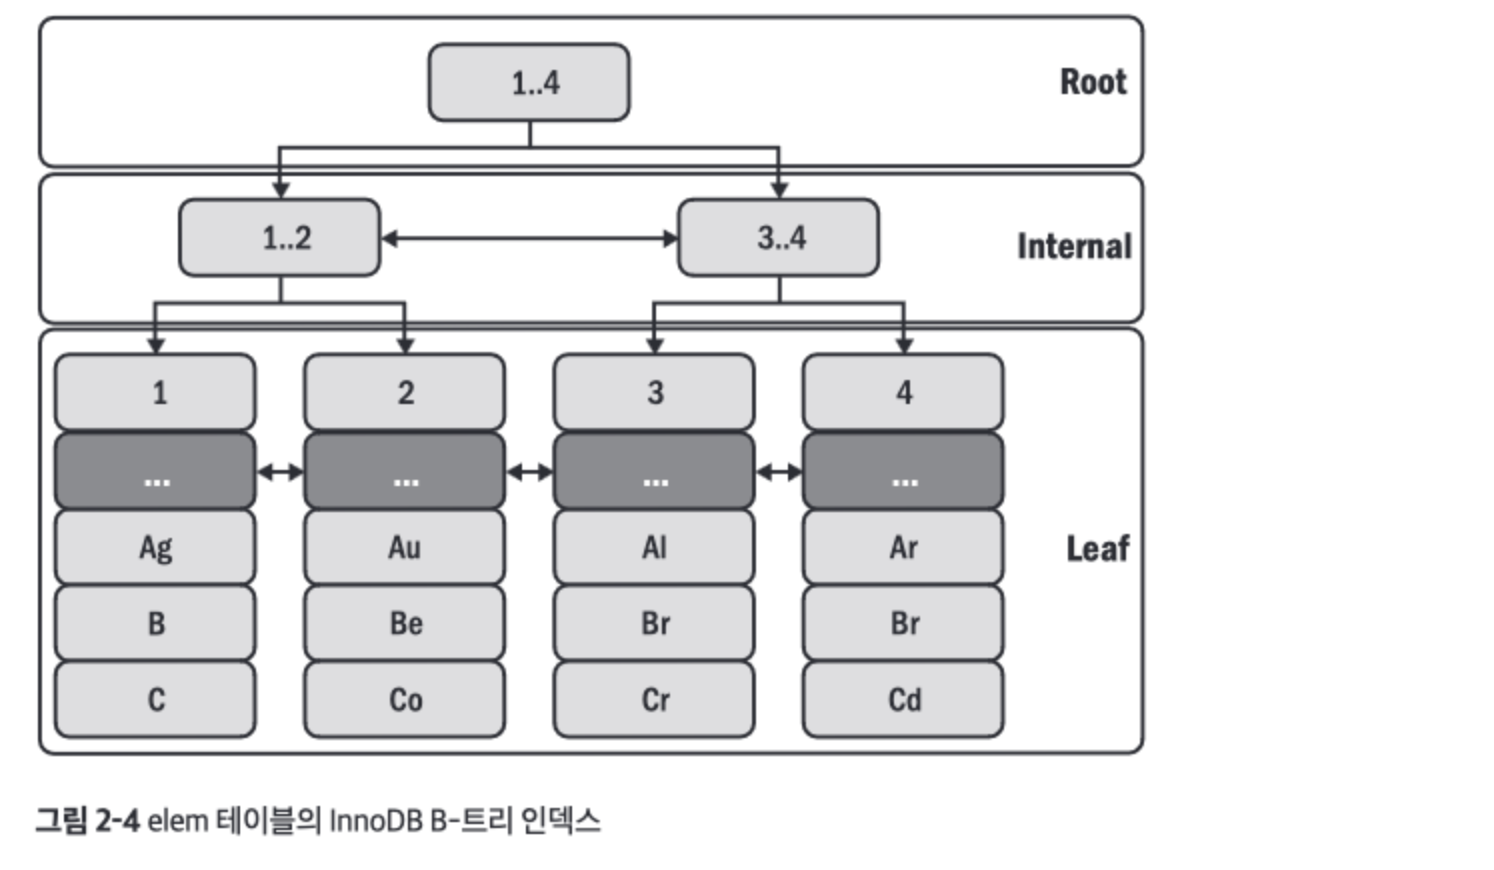 1..4
Root
1..2
3..4
Internal
1
2
3
4
...
...
...
...
Ag
Au
Al
Ar
Leaf
B
Be
Br
Br
C
Co
Cr
Cd
그림 2-4 elem 테이블의 InnoDB B-트리 인덱스